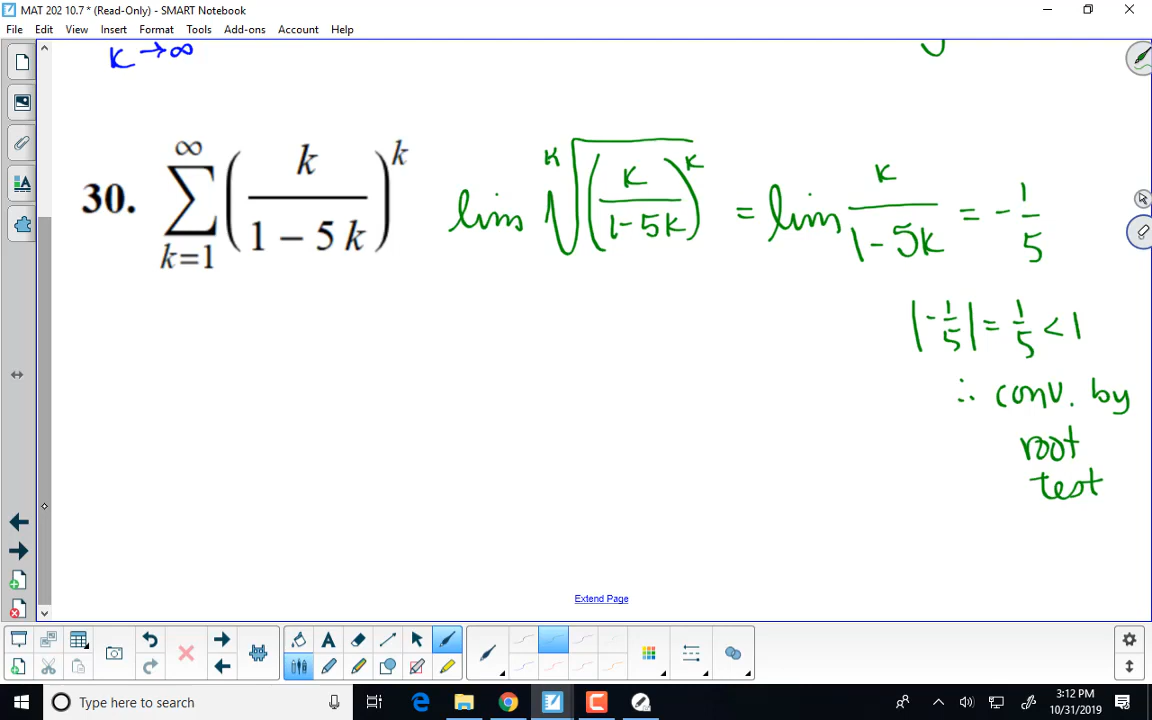 MAT 202 10.7 * (Read-Only) - SMART Notebook
File Edit View Insert Format Tools Add-ons Account Help
K→∞
30. ∞ ∑ k=1 (k / (1 − 5 k))^k lim ᴷ√((K / (1-5K))^K) = lim K / (1-5K) = -1/5
|-1/5| = 1/5 < 1
∴ conv. by
root
test
Extend Page
Type here to search
3:12 PM
10/31/2019